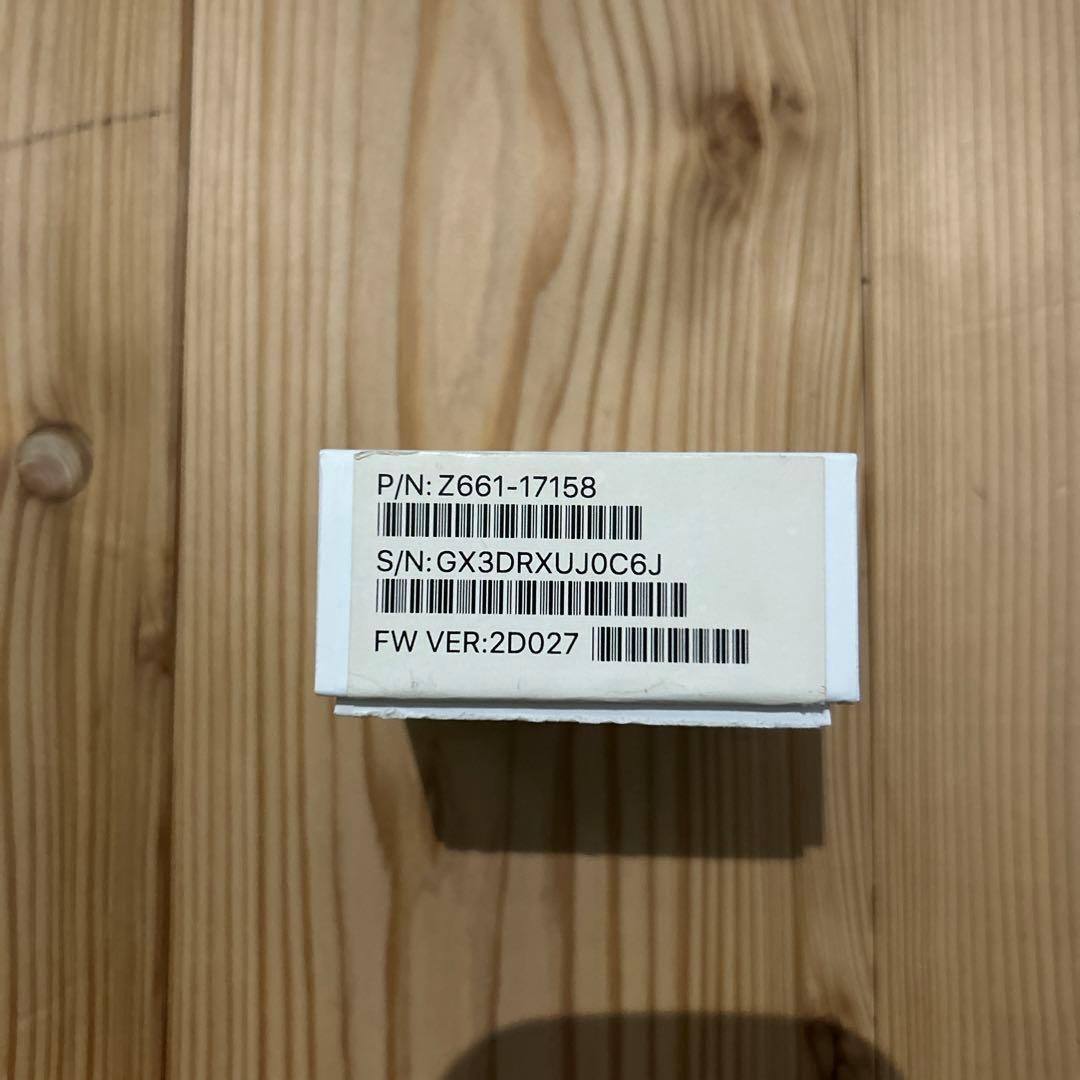 P/N: Z661-17158
S/N: GX3DRXUJ0C6J
FW VER:2D027